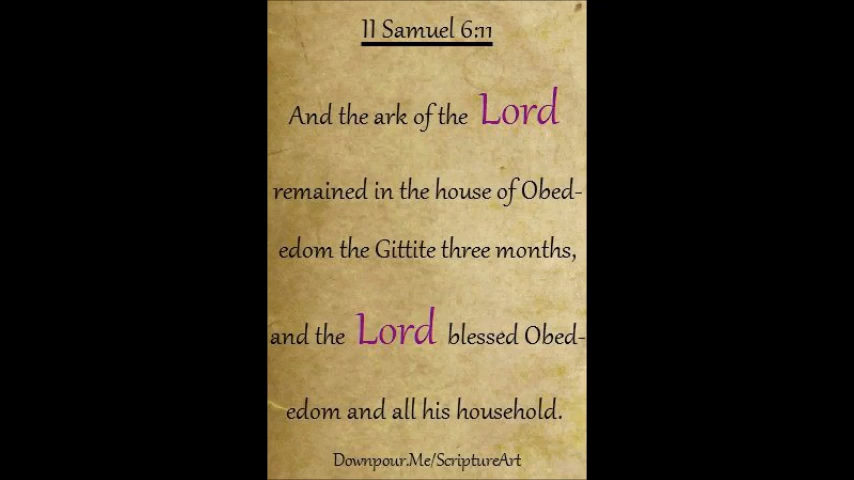 II Samuel 6:11
And the ark of the Lord
remained in the house of Obed-
edom the Gittite three months,
and the Lord blessed Obed-
edom and all his household.
Downpour.Me/ScriptureArt